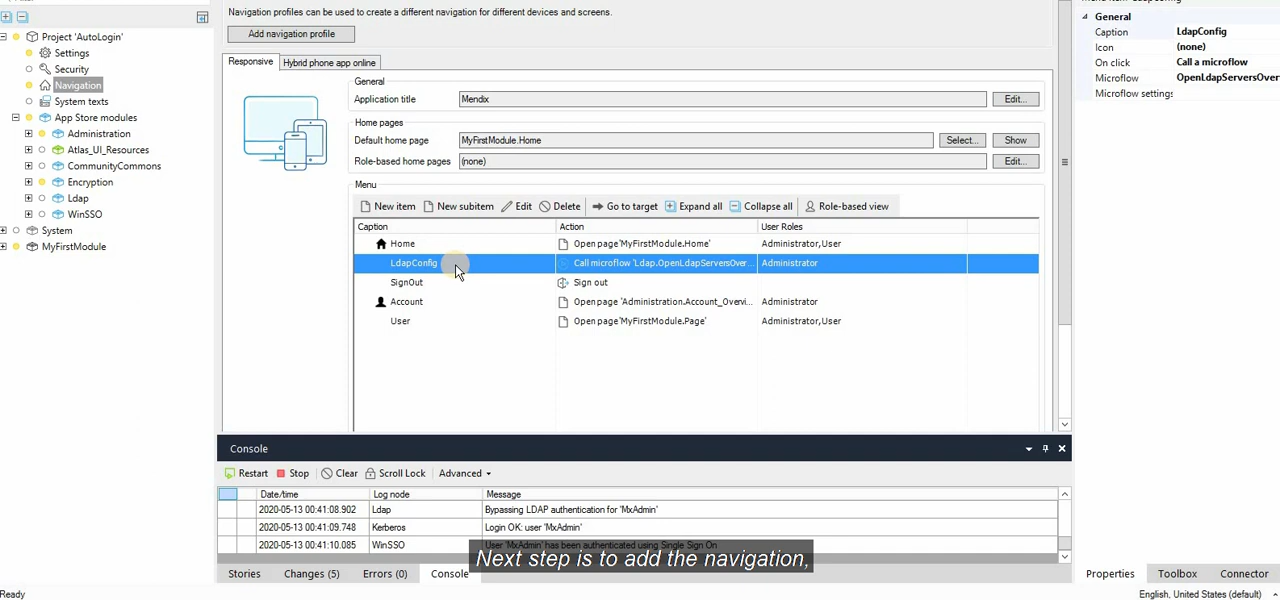 Project 'AutoLogin'
Settings
Security
Navigation
System texts
App Store modules
Administration
Atlas_UI_Resources
CommunityCommons
Encryption
Ldap
WinSSO
System
MyFirstModule
Navigation profiles can be used to create a different navigation for different devices and screens.
Add navigation profile
Responsive
Hybrid phone app online
General
Application title
Mendix
Edit...
Home pages
Default home page
MyFirstModule.Home
Select...
Show
Role-based home pages
(none)
Edit...
Menu
New item
New subitem
Edit
Delete
Go to target
Expand all
Collapse all
Role-based view
Caption Action User Roles
Home Open page'MyFirstModule.Home' Administrator,User
LdapConfig Call microflow 'Ldap.OpenLdapServersOver... Administrator
SignOut Sign out
Account Open page 'Administration.Account_Overvi... Administrator
User Open page'MyFirstModule.Page' Administrator,User
Console
Restart
Stop
Clear
Scroll Lock
Advanced
Date/time Log node Message
2020-05-13 00:41:08.902 Ldap Bypassing LDAP authentication for 'MxAdmin'
2020-05-13 00:41:09.748 Kerberos Login OK: user 'MxAdmin'
2020-05-13 00:41:10.085 WinSSO User 'MxAdmin' has been authenticated using Single Sign On
Next step is to add the navigation,
Stories
Changes (5)
Errors (0)
Console
General
Caption LdapConfig
Icon (none)
On click Call a microflow
Microflow OpenLdapServersOver
Microflow settings
Properties
Toolbox
Connector
Ready
English, United States (default)